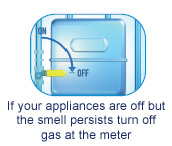 ON
OFF
If your appliances are off but
the smell persists turn off
gas at the meter